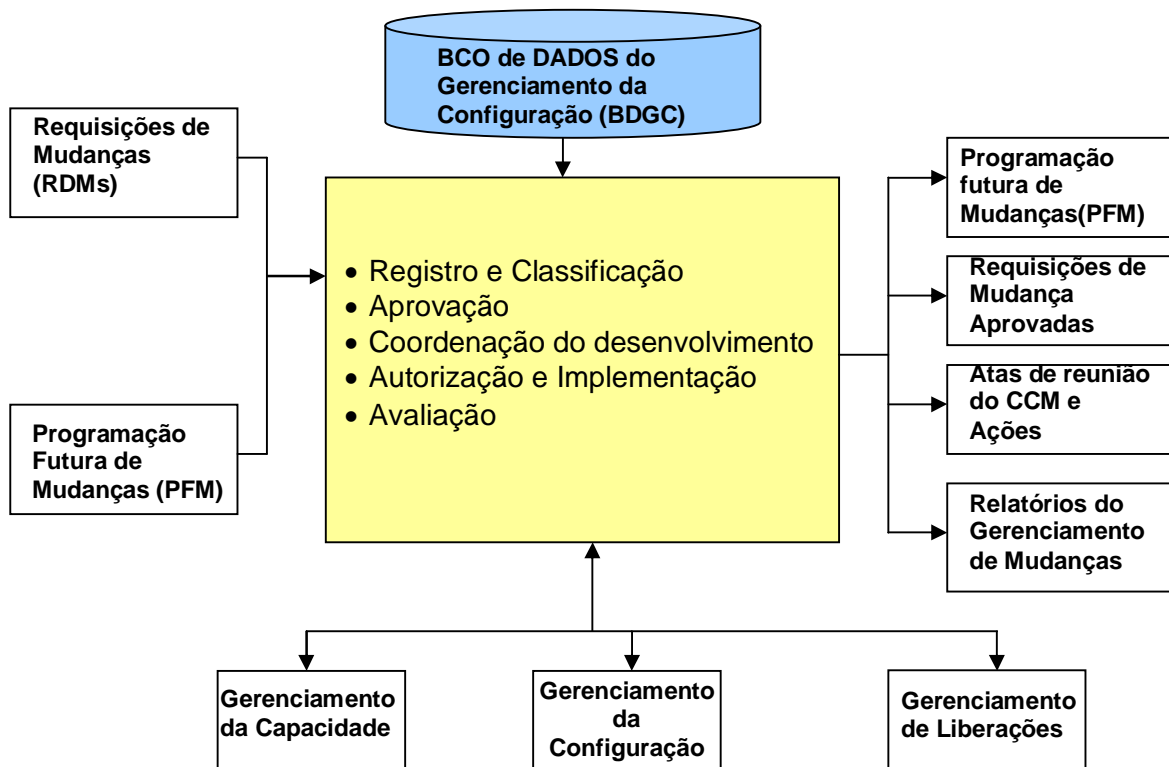 BCO de DADOS do
Gerenciamento da
Configuração (BDGC)
Requisições de
Mudanças
(RDMs)
Programação
Futura de
Mudanças (PFM)
• Registro e Classificação
• Aprovação
• Coordenação do desenvolvimento
• Autorização e Implementação
• Avaliação
Programação
futura de
Mudanças(PFM)
Requisições de
Mudança
Aprovadas
Atas de reunião
do CCM e
Ações
Relatórios do
Gerenciamento
de Mudanças
Gerenciamento
da Capacidade
Gerenciamento
da
Configuração
Gerenciamento
de Liberações